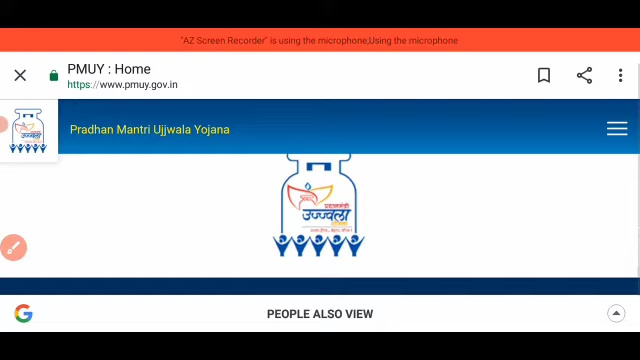 "AZ Screen Recorder" is using the microphone,Using the microphone
PMUY : Home
https://www.pmuy.gov.in
Pradhan Mantri Ujjwala Yojana
प्रधानमंत्री
उज्ज्वला
PEOPLE ALSO VIEW